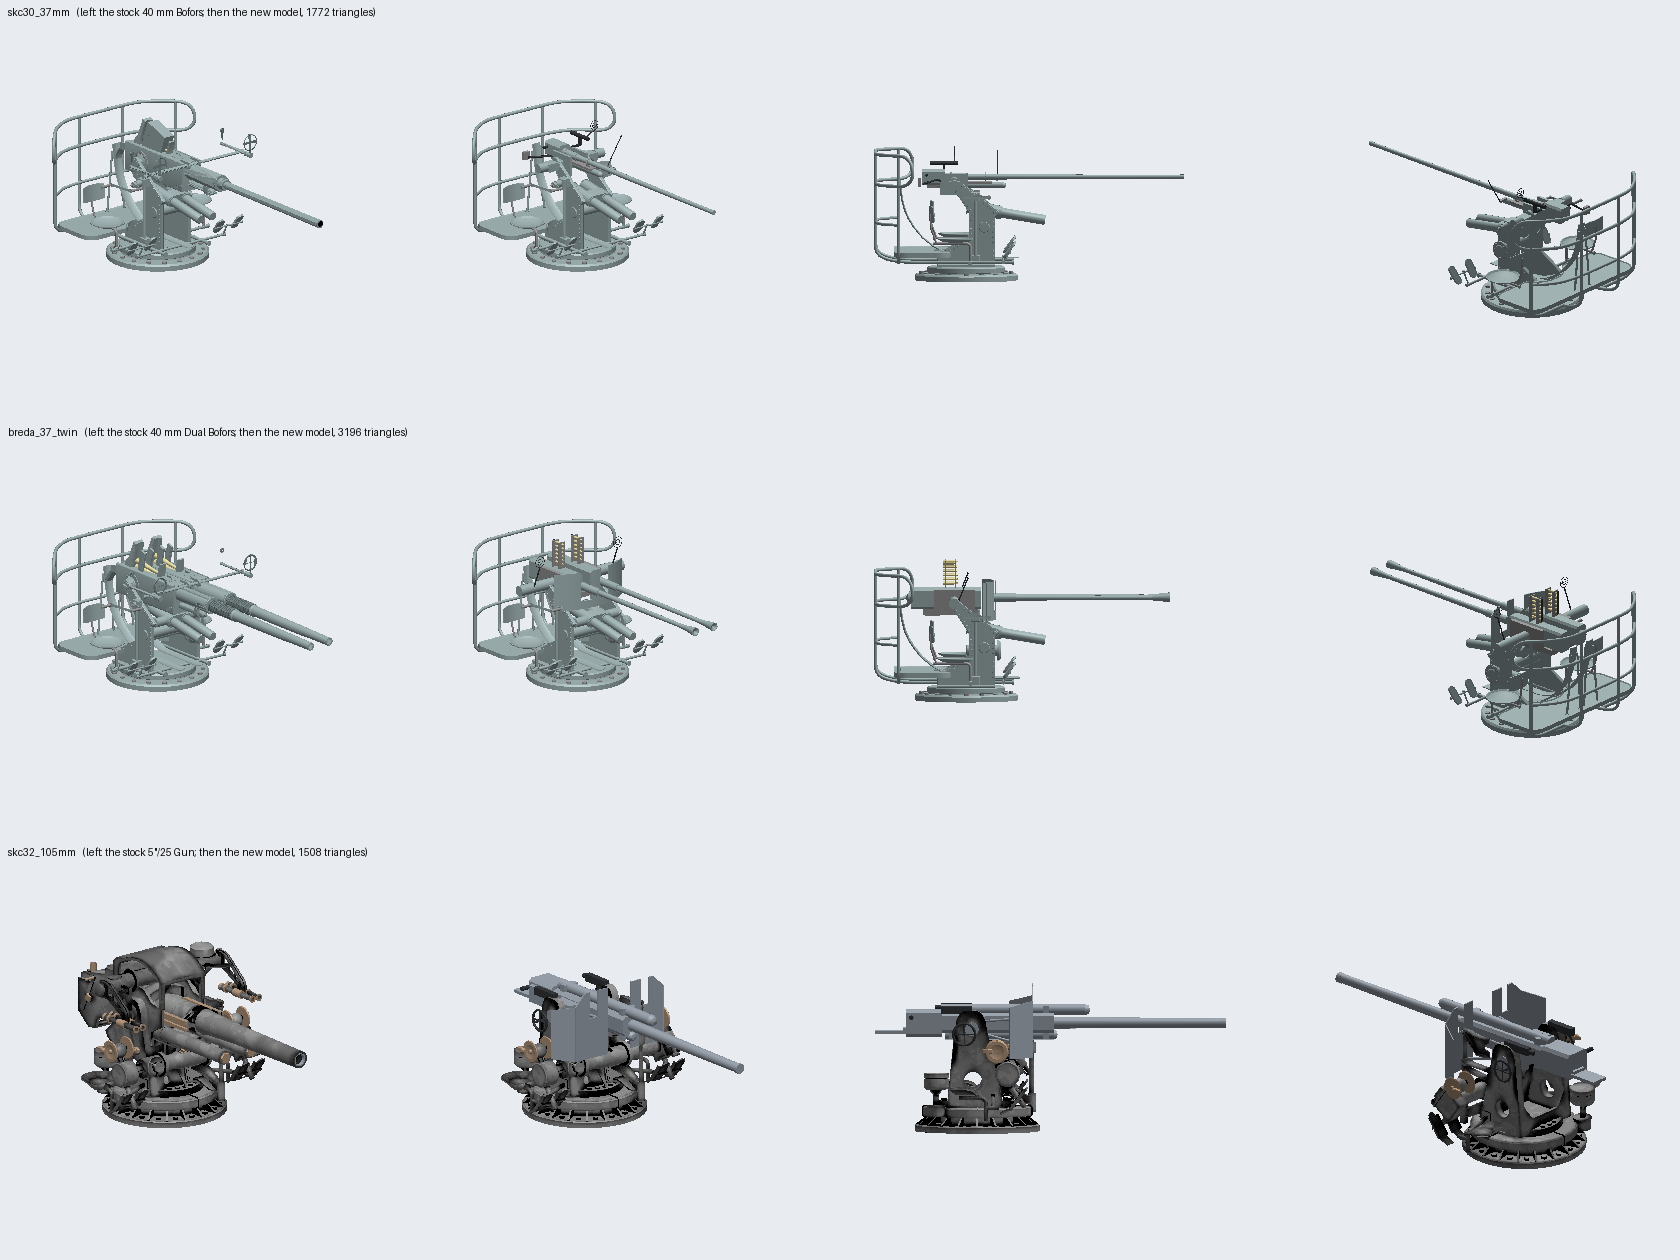 skc30_37mm (left the stock 40 mm Bofors; then the new model, 1772 triangles)
breda_37_twin (left the stock 40 mm Dual Bofors; then the new model, 3196 triangles)
skc32_105mm (left the stock 5"/25 Gun; then the new model, 1508 triangles)